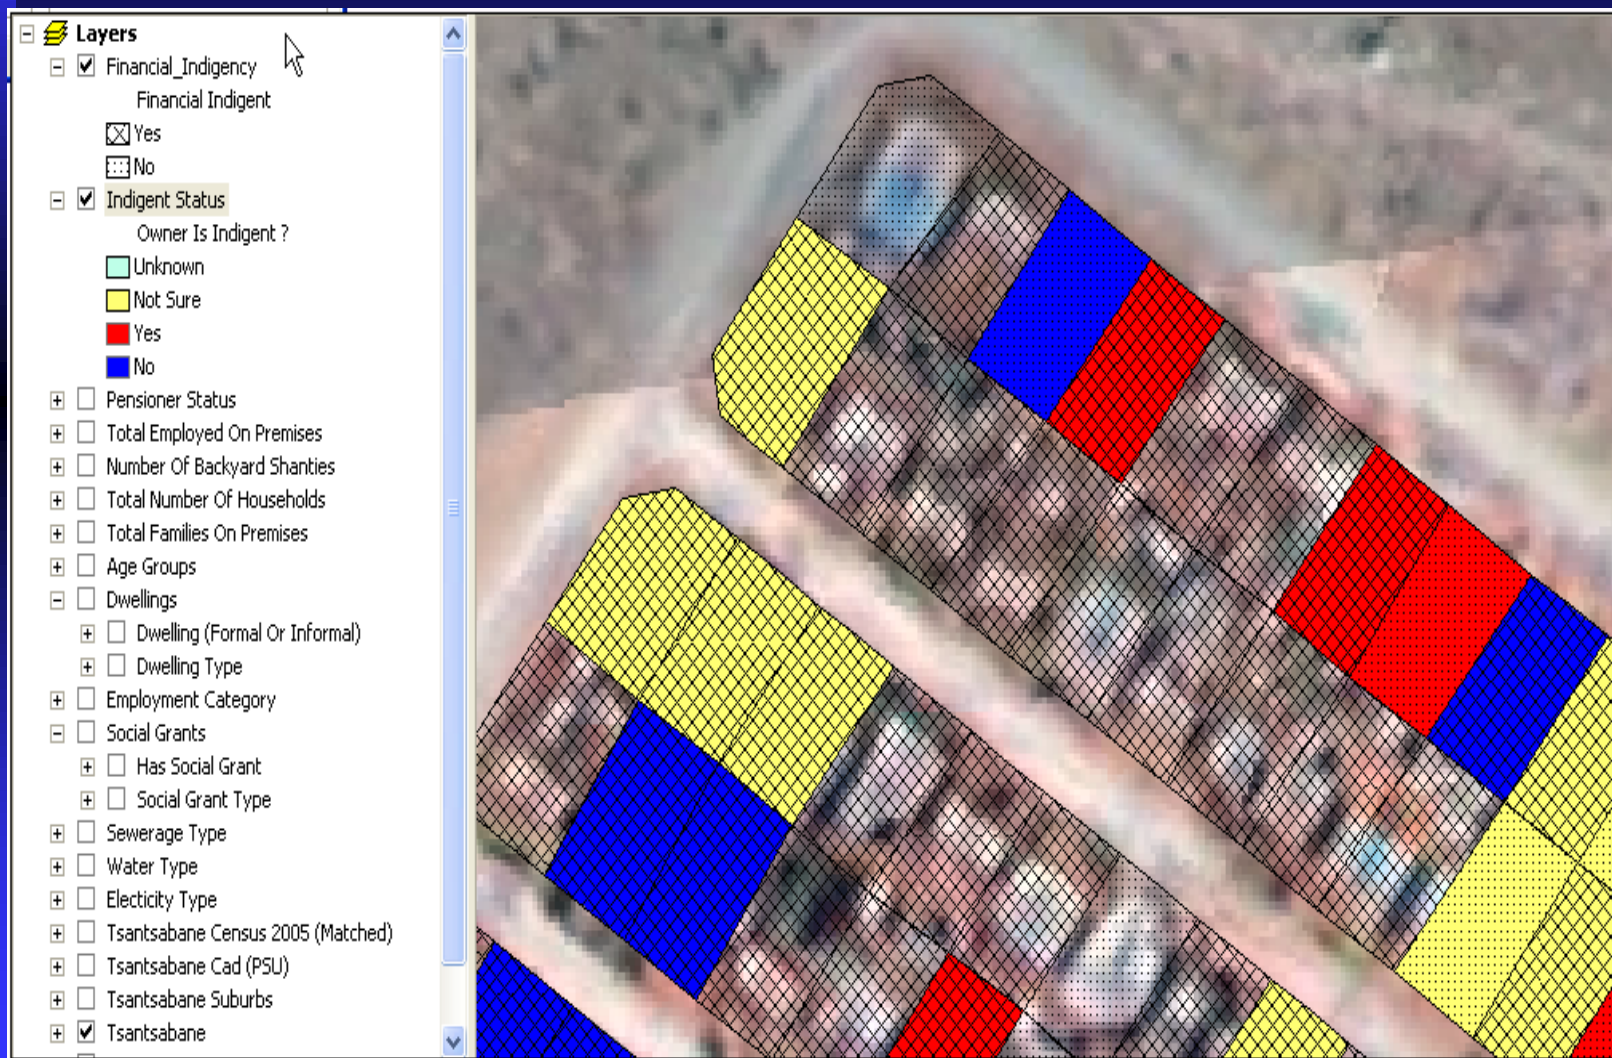 Layers
Financial_Indigency
Financial Indigent
Yes
No
Indigent Status
Owner Is Indigent ?
Unknown
Not Sure
Yes
No
Pensioner Status
Total Employed On Premises
Number Of Backyard Shanties
Total Number Of Households
Total Families On Premises
Age Groups
Dwellings
Dwelling (Formal Or Informal)
Dwelling Type
Employment Category
Social Grants
Has Social Grant
Social Grant Type
Sewerage Type
Water Type
Electicity Type
Tsantsabane Census 2005 (Matched)
Tsantsabane Cad (PSU)
Tsantsabane Suburbs
Tsantsabane